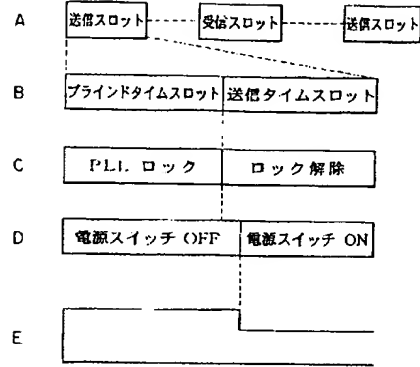 A 送信スロット 受信スロット 送信スロット
B ブラインドタイムスロット 送信タイムスロット
C PLL ロック ロック解除
D 電源スイッチ OFF 電源スイッチ ON
E